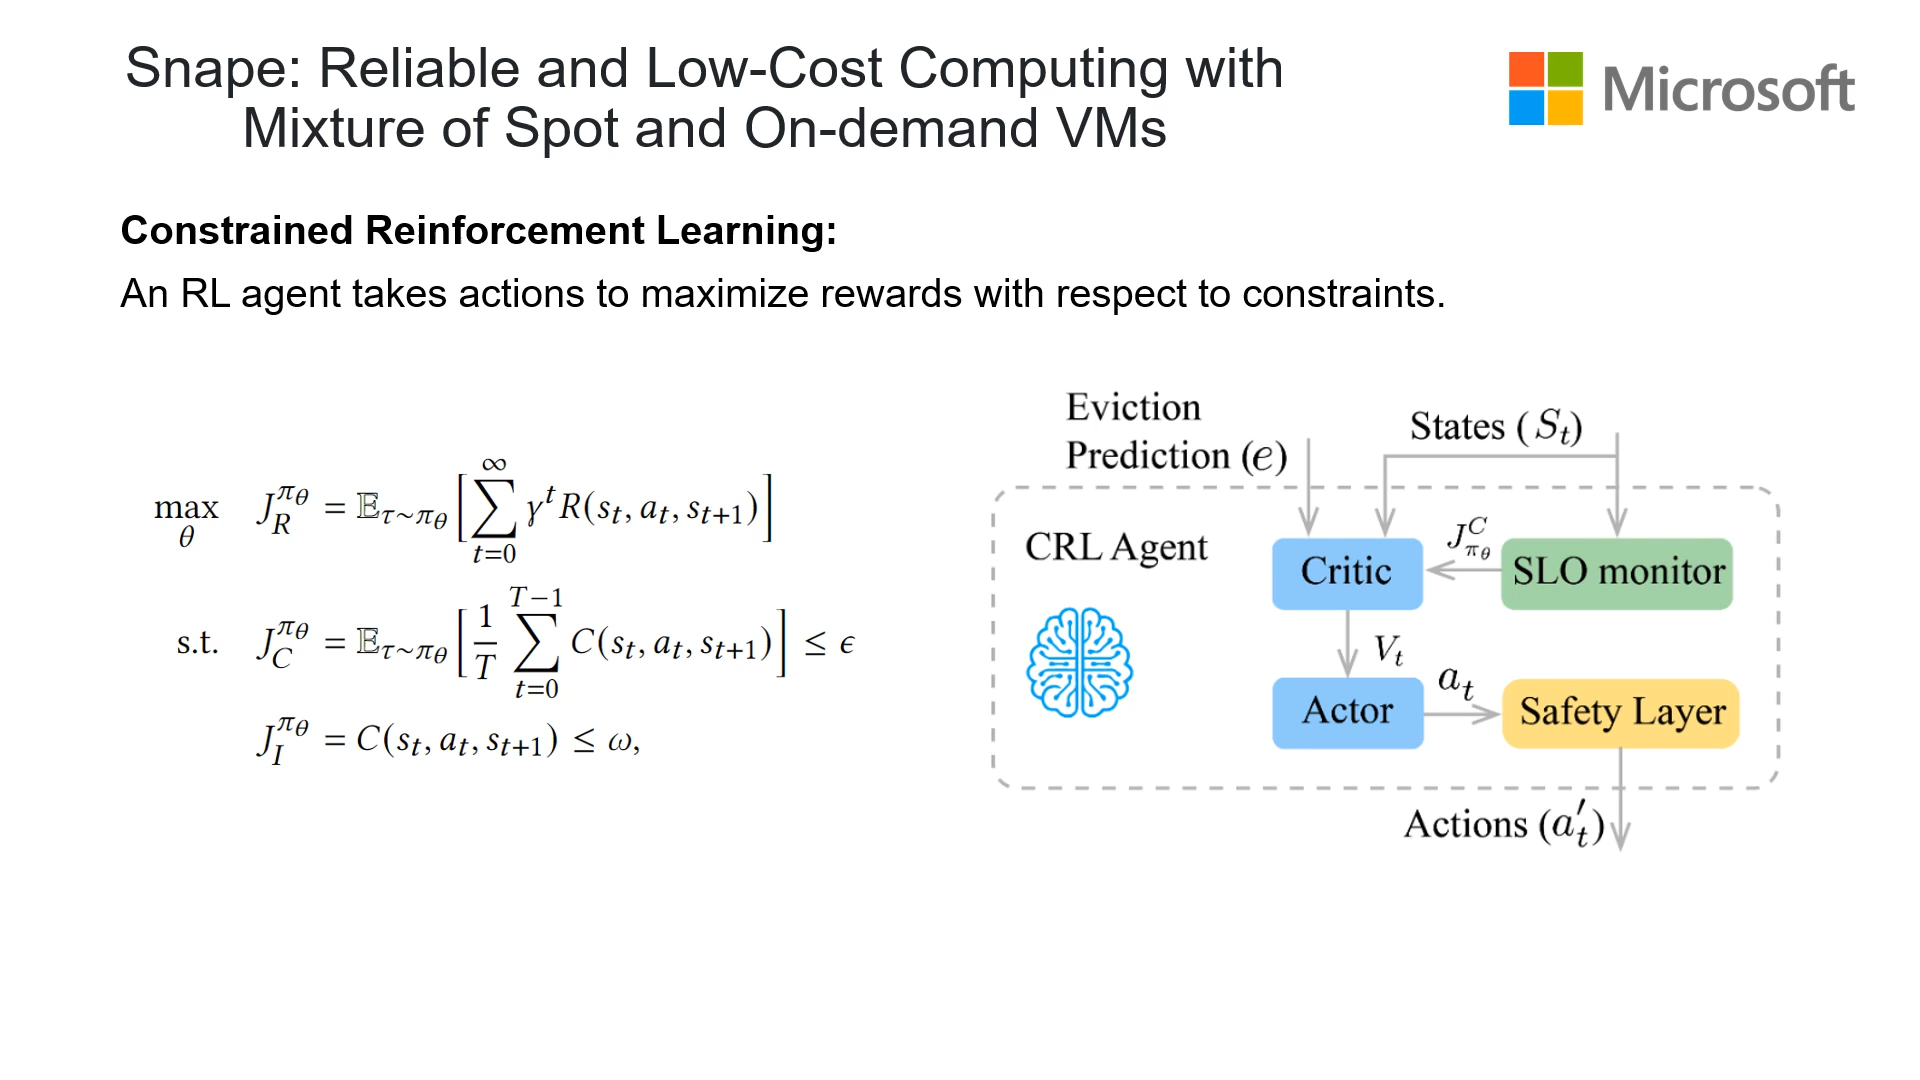 Snape: Reliable and Low-Cost Computing with
Mixture of Spot and On-demand VMs
Microsoft
Constrained Reinforcement Learning:
An RL agent takes actions to maximize rewards with respect to constraints.
max_θ J_R^{π_θ} = 𝔼_{τ∼π_θ} [ ∑_{t=0}^{∞} γ^t R(s_t, a_t, s_{t+1}) ]
s.t. J_C^{π_θ} = 𝔼_{τ∼π_θ} [ 1/T ∑_{t=0}^{T−1} C(s_t, a_t, s_{t+1}) ] ≤ ϵ
J_I^{π_θ} = C(s_t, a_t, s_{t+1}) ≤ ω,
Eviction
Prediction (e)
States (S_t)
CRL Agent
Critic
J_{π_θ}^C
SLO monitor
V_t
Actor
a_t
Safety Layer
Actions (a′_t)